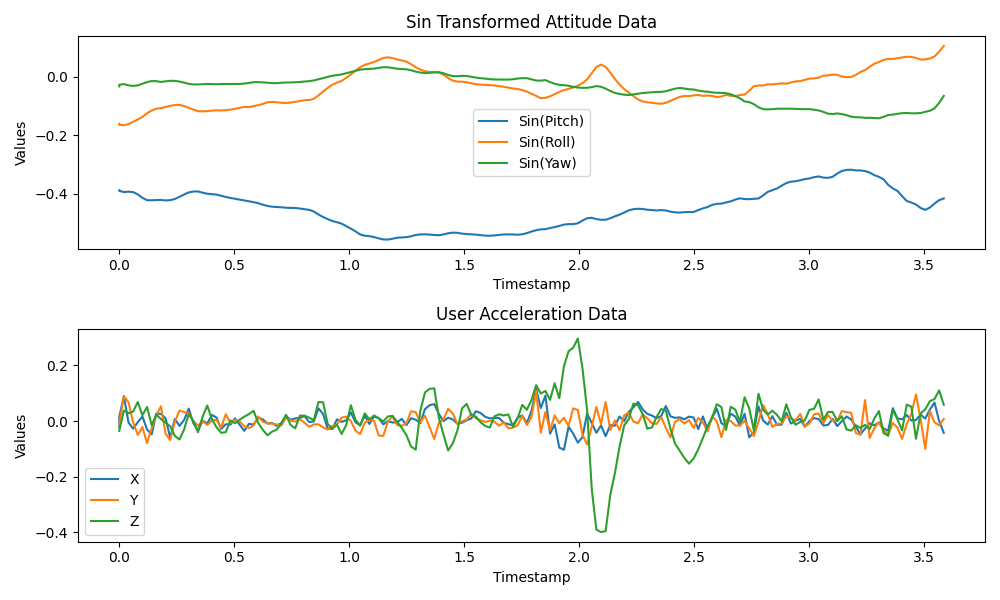 Sin Transformed Attitude Data
0.0
−0.2
−0.4
Values
Sin(Pitch)
Sin(Roll)
Sin(Yaw)
0.0 0.5 1.0 1.5 2.0 2.5 3.0 3.5
Timestamp
User Acceleration Data
0.2
0.0
−0.2
−0.4
Values
X
Y
Z
0.0 0.5 1.0 1.5 2.0 2.5 3.0 3.5
Timestamp